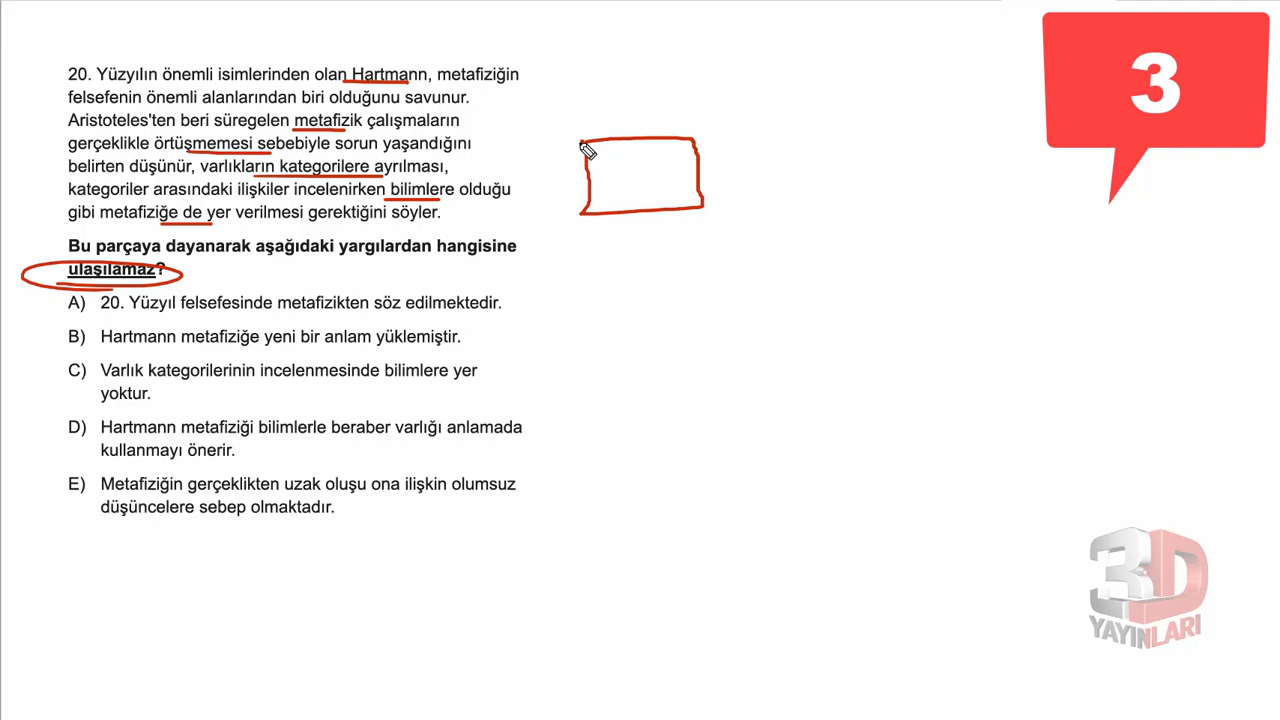 3
20. Yüzyılın önemli isimlerinden olan Hartmann, metafiziğin
felsefenin önemli alanlarından biri olduğunu savunur.
Aristoteles'ten beri süregelen metafizik çalışmaların
gerçeklikle örtüşmemesi sebebiyle sorun yaşandığını
belirten düşünür, varlıkların kategorilere ayrılması,
kategoriler arasındaki ilişkiler incelenirken bilimlere olduğu
gibi metafiziğe de yer verilmesi gerektiğini söyler.
Bu parçaya dayanarak aşağıdaki yargılardan hangisine
ulaşılamaz?
A) 20. Yüzyıl felsefesinde metafizikten söz edilmektedir.
B) Hartmann metafiziğe yeni bir anlam yüklemiştir.
C) Varlık kategorilerinin incelenmesinde bilimlere yer
yoktur.
D) Hartmann metafiziği bilimlerle beraber varlığı anlamada
kullanmayı önerir.
E) Metafiziğin gerçeklikten uzak oluşu ona ilişkin olumsuz
düşüncelere sebep olmaktadır.
3D
YAYINLARI